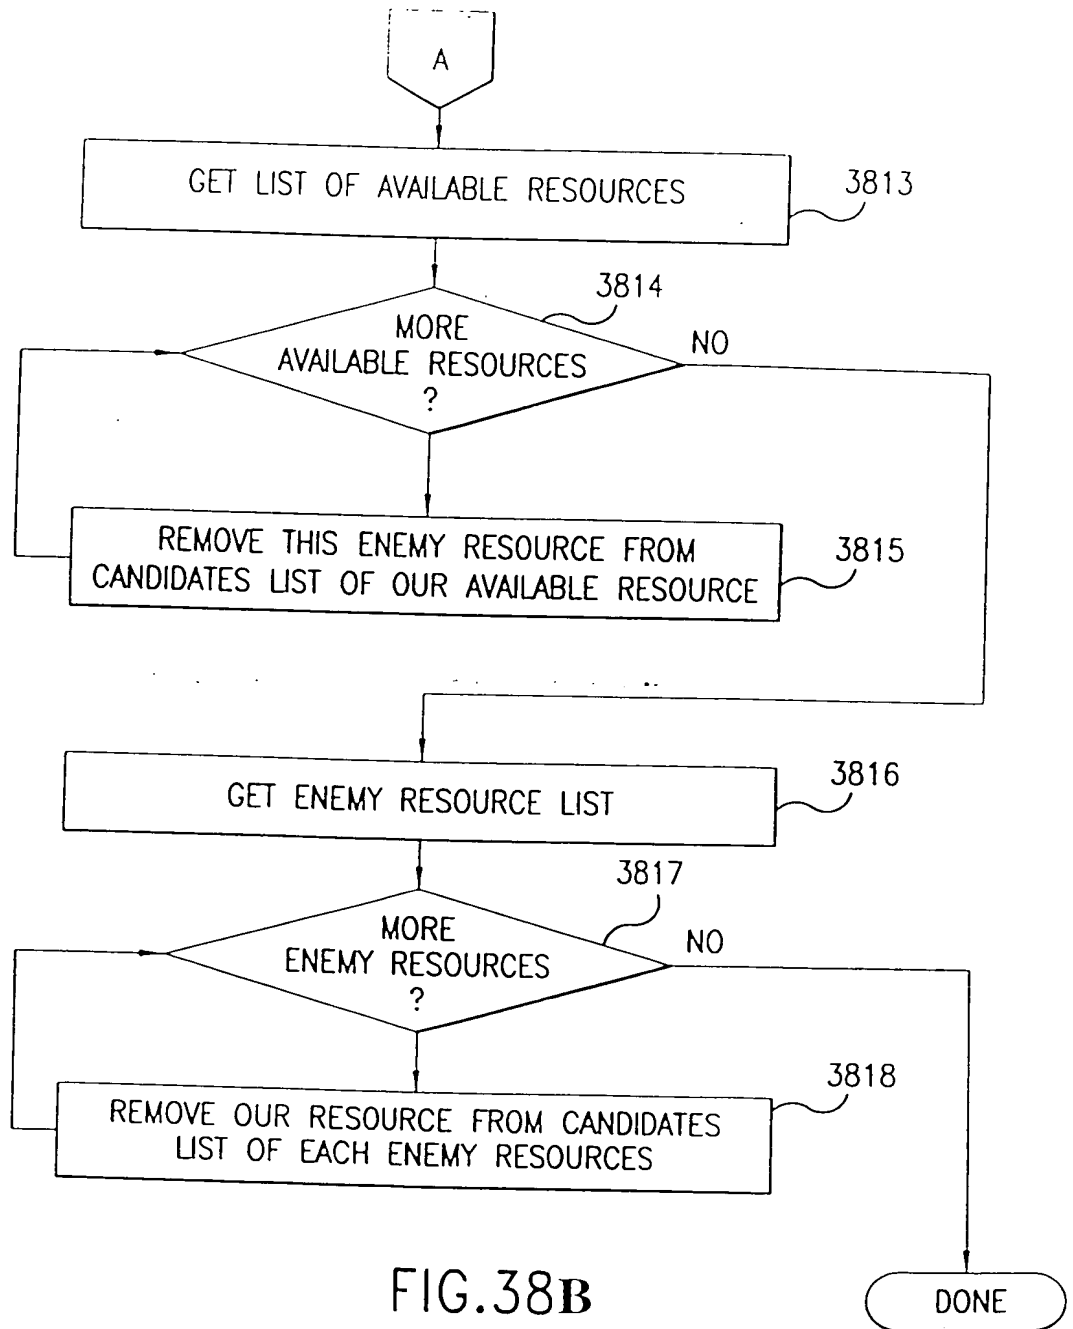 A
GET LIST OF AVAILABLE RESOURCES
3813
3814
MORE
AVAILABLE RESOURCES
?
NO
REMOVE THIS ENEMY RESOURCE FROM
CANDIDATES LIST OF OUR AVAILABLE RESOURCE
3815
GET ENEMY RESOURCE LIST
3816
3817
MORE
ENEMY RESOURCES
?
NO
3818
REMOVE OUR RESOURCE FROM CANDIDATES
LIST OF EACH ENEMY RESOURCES
FIG.38B
DONE